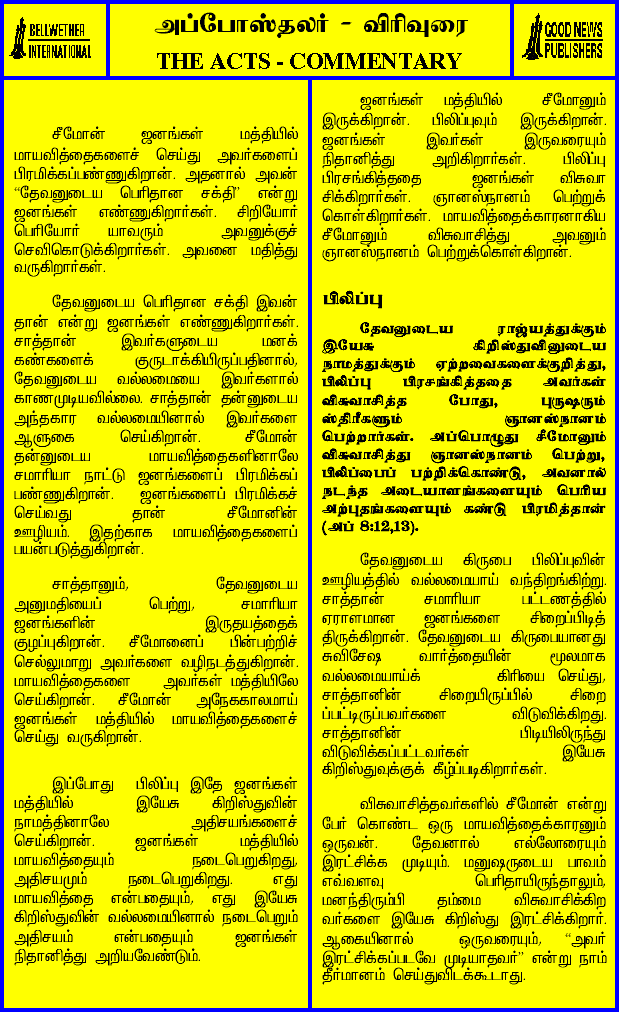 BELLWETHER
INTERNATIONAL
அப்போஸ்தலர் - விரிவுரை
THE ACTS - COMMENTARY
GOOD NEWS
PUBLISHERS
சீமோன் ஜனங்கள் மத்தியில்
மாயவித்தைகளைச் செய்து அவர்களைப்
பிரமிக்கப்பண்ணுகிறான். அதனால் அவன்
“தேவனுடைய பெரிதான சக்தி” என்று
ஜனங்கள் எண்ணுகிறார்கள். சிறியோர்
பெரியோர் யாவரும் அவனுக்குச்
செவிகொடுக்கிறார்கள். அவனை மதித்து
வருகிறார்கள்.
தேவனுடைய பெரிதான சக்தி இவன்
தான் என்று ஜனங்கள் எண்ணுகிறார்கள்.
சாத்தான் இவர்களுடைய மனக்
கண்களைக் குருடாக்கியிருப்பதினால்,
தேவனுடைய வல்லமையை இவர்களால்
காணமுடியவில்லை. சாத்தான் தன்னுடைய
அந்தகார வல்லமையினால் இவர்களை
ஆளுகை செய்கிறான். சீமோன்
தன்னுடைய மாயவித்தைகளினாலே
சமாரியா நாட்டு ஜனங்களைப் பிரமிக்கப்
பண்ணுகிறான். ஜனங்களைப் பிரமிக்கச்
செய்வது தான் சீமோனின்
ஊழியம். இதற்காக மாயவித்தைகளைப்
பயன்படுத்துகிறான்.
சாத்தானும், தேவனுடைய
அனுமதியைப் பெற்று, சமாரியா
ஜனங்களின் இருதயத்தைக்
குழப்புகிறான். சீமோனைப் பின்பற்றிச்
செல்லுமாறு அவர்களை வழிநடத்துகிறான்.
மாயவித்தைகளை அவர்கள் மத்தியிலே
செய்கிறான். சீமோன் அநேககாலமாய்
ஜனங்கள் மத்தியில் மாயவித்தைகளைச்
செய்து வருகிறான்.
இப்போது பிலிப்பு இதே ஜனங்கள்
மத்தியில் இயேசு கிறிஸ்துவின்
நாமத்தினாலே அதிசயங்களைச்
செய்கிறான். ஜனங்கள் மத்தியில்
மாயவித்தையும் நடைபெறுகிறது,
அதிசயமும் நடைபெறுகிறது. எது
மாயவித்தை என்பதையும், எது இயேசு
கிறிஸ்துவின் வல்லமையினால் நடைபெறும்
அதிசயம் என்பதையும் ஜனங்கள்
நிதானித்து அறியவேண்டும்.
ஜனங்கள் மத்தியில் சீமோனும்
இருக்கிறான். பிலிப்புவும் இருக்கிறான்.
ஜனங்கள் இவர்கள் இருவரையும்
நிதானித்து அறிகிறார்கள். பிலிப்பு
பிரசங்கித்ததை ஜனங்கள் விசுவா
சிக்கிறார்கள். ஞானஸ்நானம் பெற்றுக்
கொள்கிறார்கள். மாயவித்தைக்காரனாகிய
சீமோனும் விசுவாசித்து அவனும்
ஞானஸ்நானம் பெற்றுக்கொள்கிறான்.
பிலிப்பு
தேவனுடைய ராஜ்யத்துக்கும்
இயேசு கிறிஸ்துவினுடைய
நாமத்துக்கும் ஏற்றவைகளைக்குறித்து,
பிலிப்பு பிரசங்கித்ததை அவர்கள்
விசுவாசித்த போது, புருஷரும்
ஸ்திரீகளும் ஞானஸ்நானம்
பெற்றார்கள். அப்பொழுது சீமோனும்
விசுவாசித்து ஞானஸ்நானம் பெற்று,
பிலிப்பைப் பற்றிக்கொண்டு, அவனால்
நடந்த அடையாளங்களையும் பெரிய
அற்புதங்களையும் கண்டு பிரமித்தான்
(அப் 8:12,13).
தேவனுடைய கிருபை பிலிப்புவின்
ஊழியத்தில் வல்லமையாய் வந்திறங்கிற்று.
சாத்தான் சமாரியா பட்டணத்தில்
ஏராளமான ஜனங்களை சிறைப்பிடித்
திருக்கிறான். தேவனுடைய கிருபையானது
சுவிசேஷ வார்த்தையின் மூலமாக
வல்லமையாய்க் கிரியை செய்து,
சாத்தானின் சிறையிருப்பில் சிறை
ப்பட்டிருப்பவர்களை விடுவிக்கிறது.
சாத்தானின் பிடியிலிருந்து
விடுவிக்கப்பட்டவர்கள் இயேசு
கிறிஸ்துவுக்குக் கீழ்ப்படிகிறார்கள்.
விசுவாசித்தவர்களில் சீமோன் என்று
பேர் கொண்ட ஒரு மாயவித்தைக்காரனும்
ஒருவன். தேவனால் எல்லோரையும்
இரட்சிக்க முடியும். மனுஷருடைய பாவம்
எவ்வளவு பெரிதாயிருந்தாலும்,
மனந்திரும்பி தம்மை விசுவாசிக்கிற
வர்களை இயேசு கிறிஸ்து இரட்சிக்கிறார்.
ஆகையினால் ஒருவரையும், “அவர்
இரட்சிக்கப்படவே முடியாதவர்” என்று நாம்
தீர்மானம் செய்துவிடக்கூடாது.